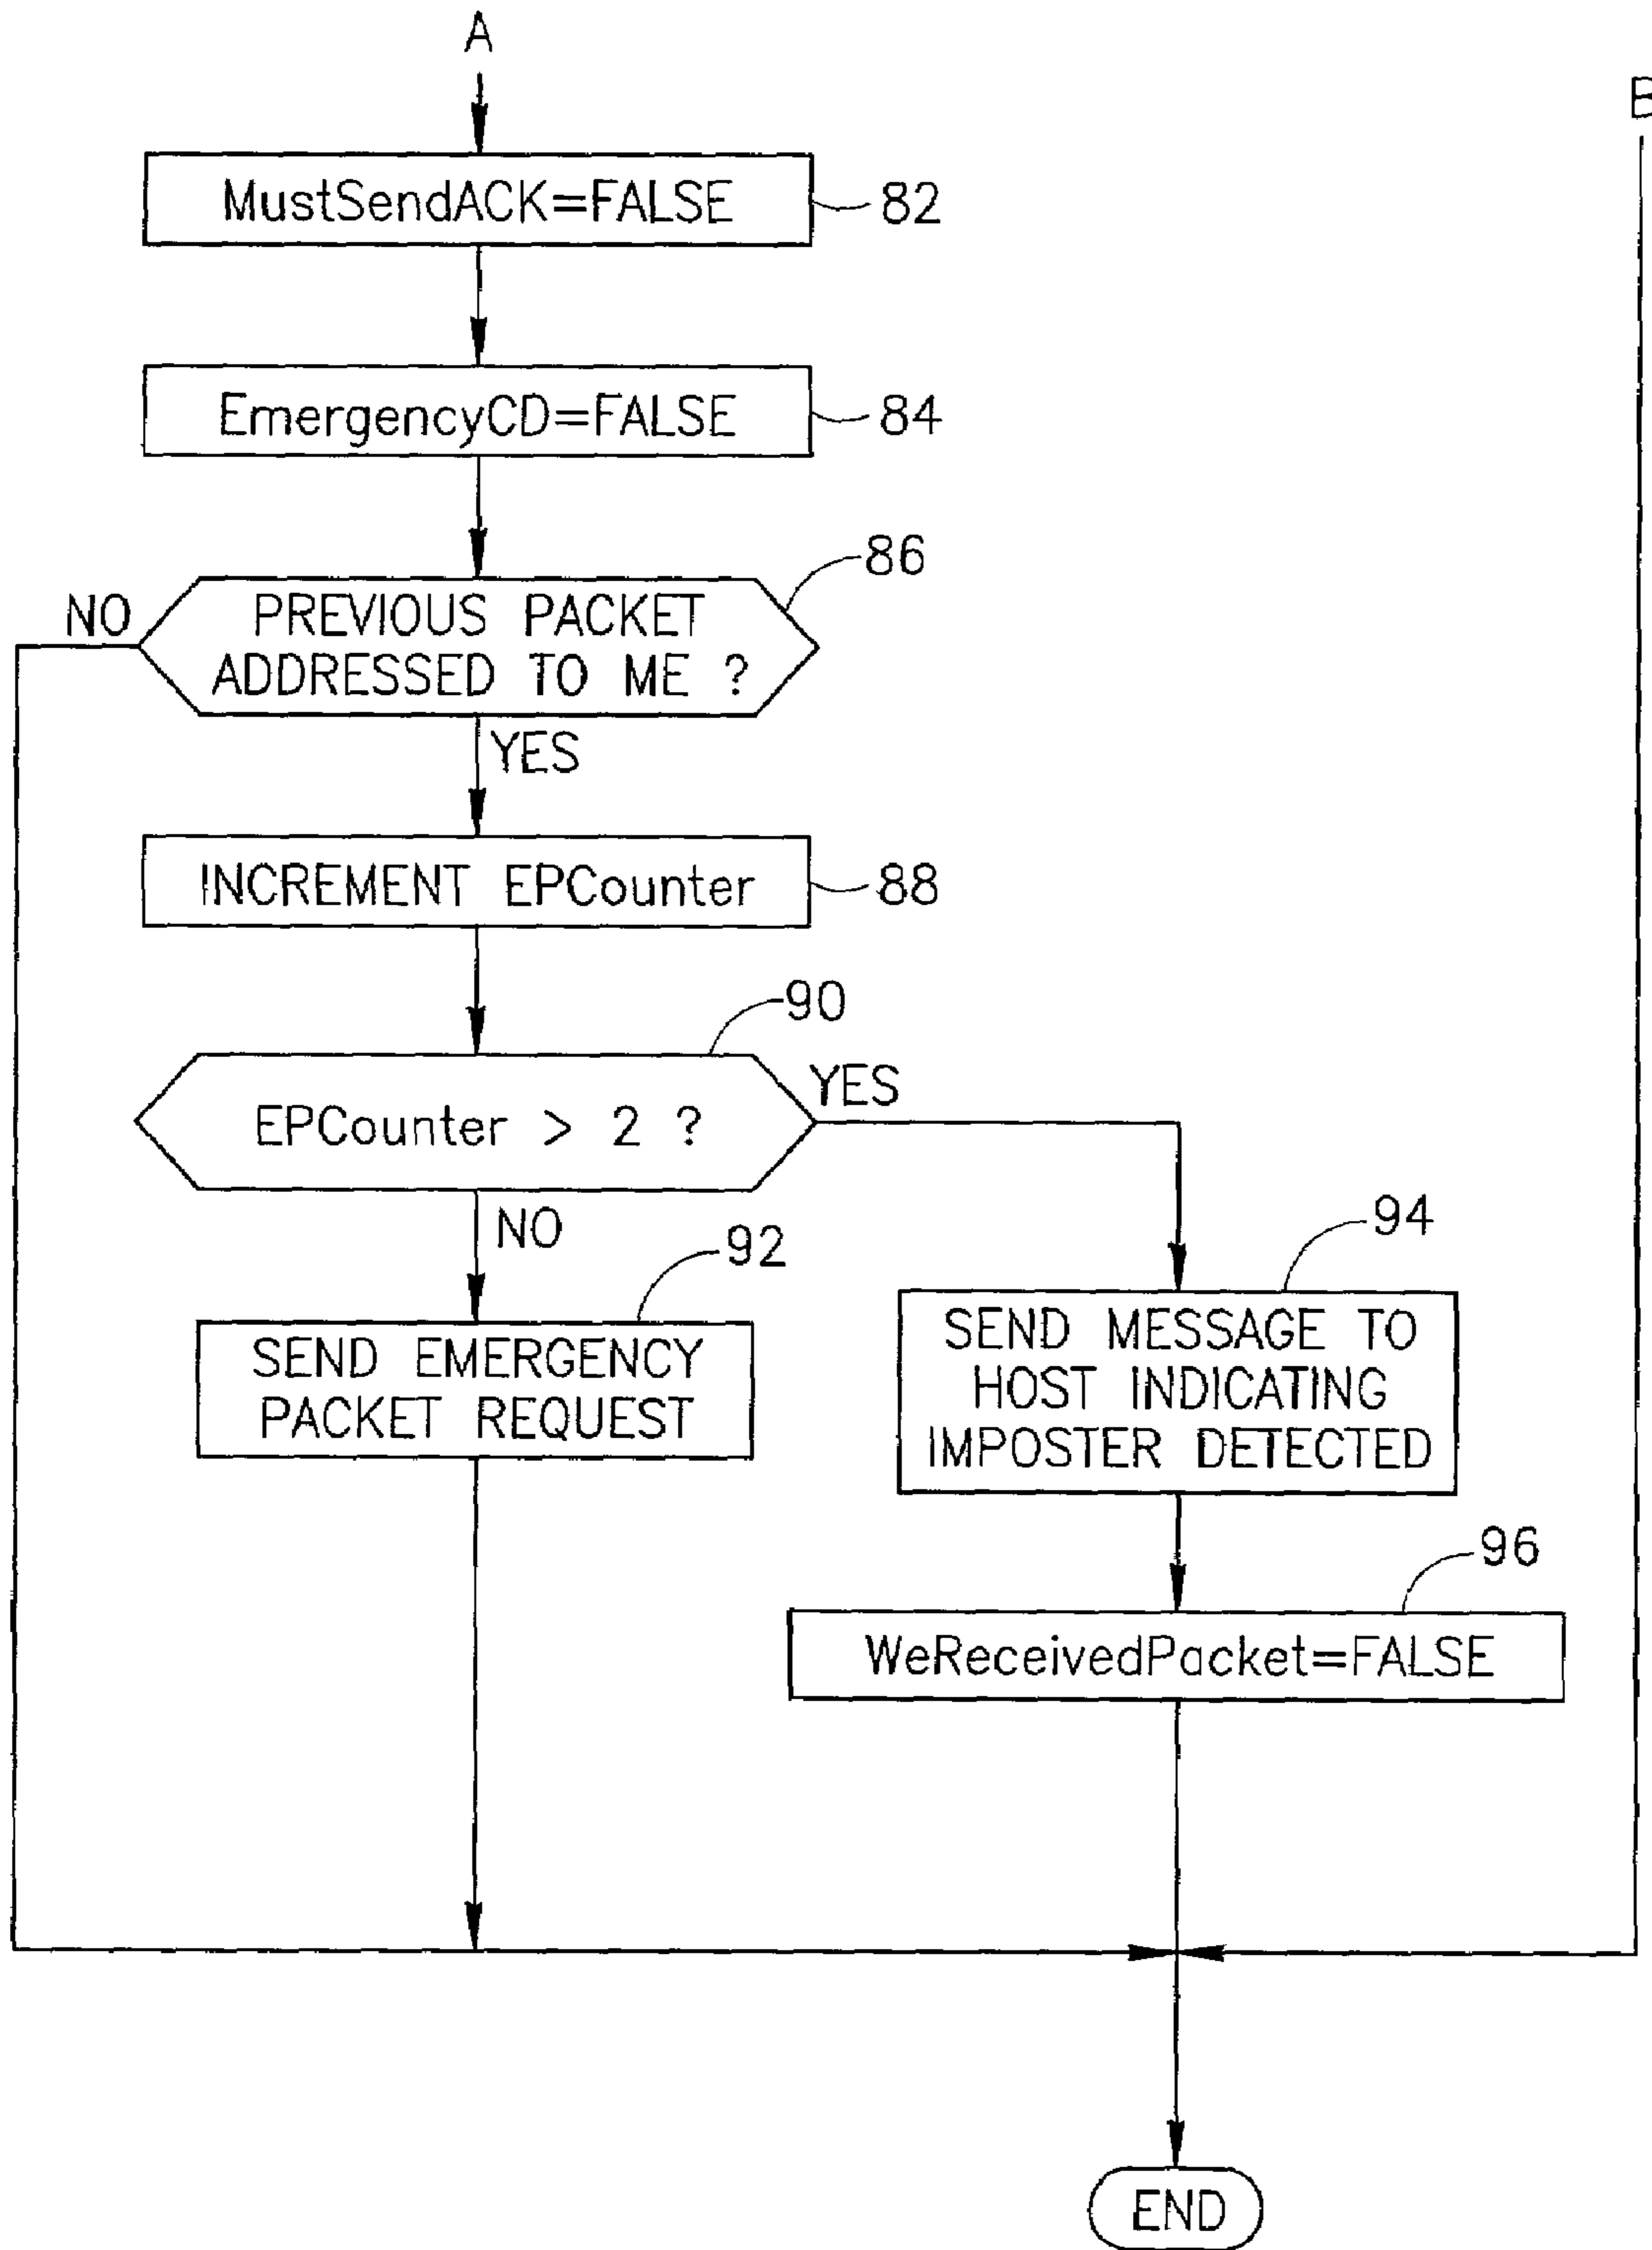 A
B
MustSendACK=FALSE
82
EmergencyCD=FALSE
84
86
NO
PREVIOUS PACKET
ADDRESSED TO ME ?
YES
INCREMENT EPCounter
88
90
EPCounter > 2 ?
YES
NO
92
94
SEND EMERGENCY
PACKET REQUEST
SEND MESSAGE TO
HOST INDICATING
IMPOSTER DETECTED
96
WeReceivedPacket=FALSE
END